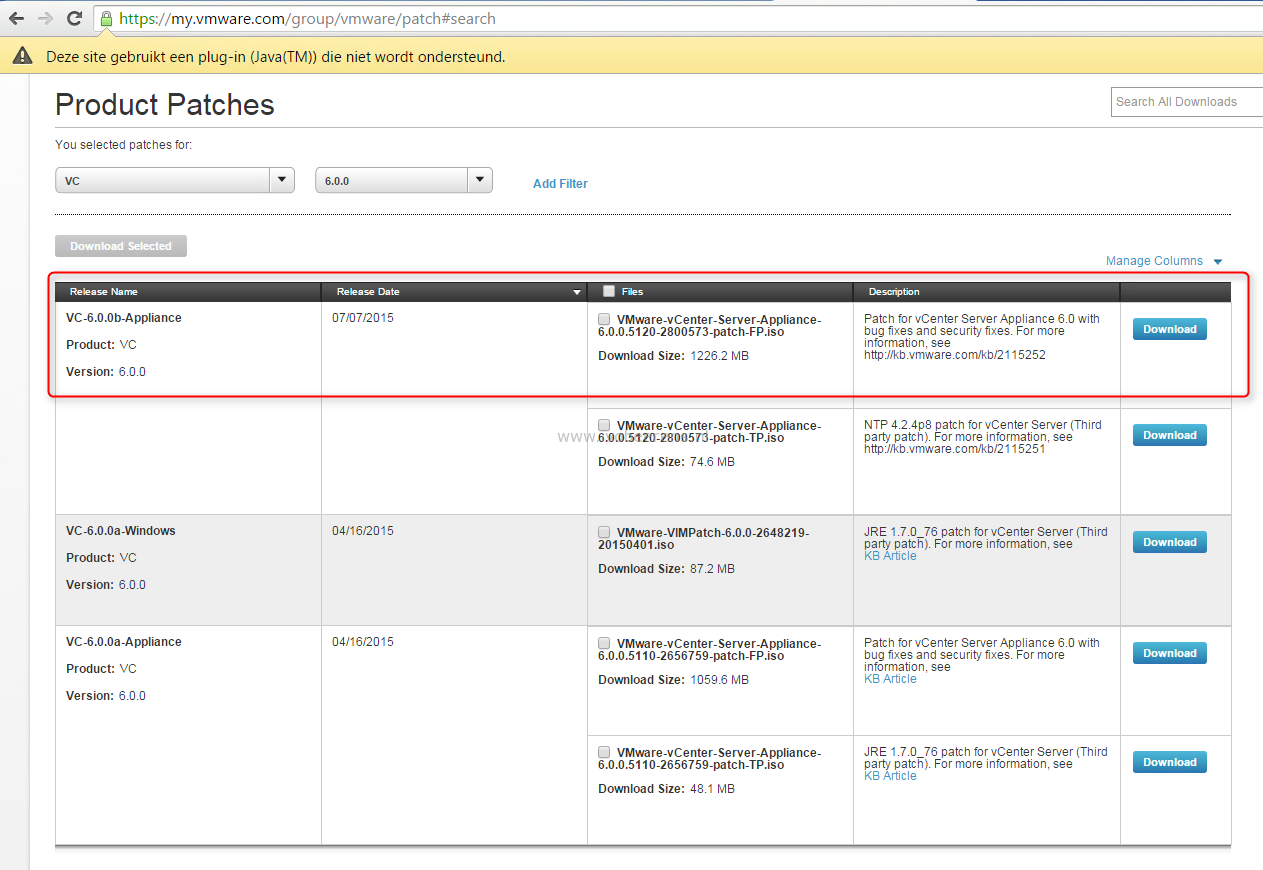 https://my.vmware.com/group/vmware/patch#search
Deze site gebruikt een plug-in (Java(TM)) die niet wordt ondersteund.
Product Patches
Search All Downloads
You selected patches for:
VC
6.0.0
Add Filter
Download Selected
Manage Columns
Release Name
Release Date
Files
Description
VC-6.0.0b-Appliance
Product: VC
Version: 6.0.0
07/07/2015
VMware-vCenter-Server-Appliance-
6.0.0.5120-2800573-patch-FP.iso
Download Size: 1226.2 MB
Patch for vCenter Server Appliance 6.0 with
bug fixes and security fixes. For more
information, see
http://kb.vmware.com/kb/2115252
Download
VMware-vCenter-Server-Appliance-
6.0.0.5120-2800573-patch-TP.iso
Download Size: 74.6 MB
NTP 4.2.4p8 patch for vCenter Server (Third
party patch). For more information, see
http://kb.vmware.com/kb/2115251
Download
VC-6.0.0a-Windows
Product: VC
Version: 6.0.0
04/16/2015
VMware-VIMPatch-6.0.0-2648219-
20150401.iso
Download Size: 87.2 MB
JRE 1.7.0_76 patch for vCenter Server (Third
party patch). For more information, see
KB Article
Download
VC-6.0.0a-Appliance
Product: VC
Version: 6.0.0
04/16/2015
VMware-vCenter-Server-Appliance-
6.0.0.5110-2656759-patch-FP.iso
Download Size: 1059.6 MB
Patch for vCenter Server Appliance 6.0 with
bug fixes and security fixes. For more
information, see
KB Article
Download
VMware-vCenter-Server-Appliance-
6.0.0.5110-2656759-patch-TP.iso
Download Size: 48.1 MB
JRE 1.7.0_76 patch for vCenter Server (Third
party patch). For more information, see
KB Article
Download